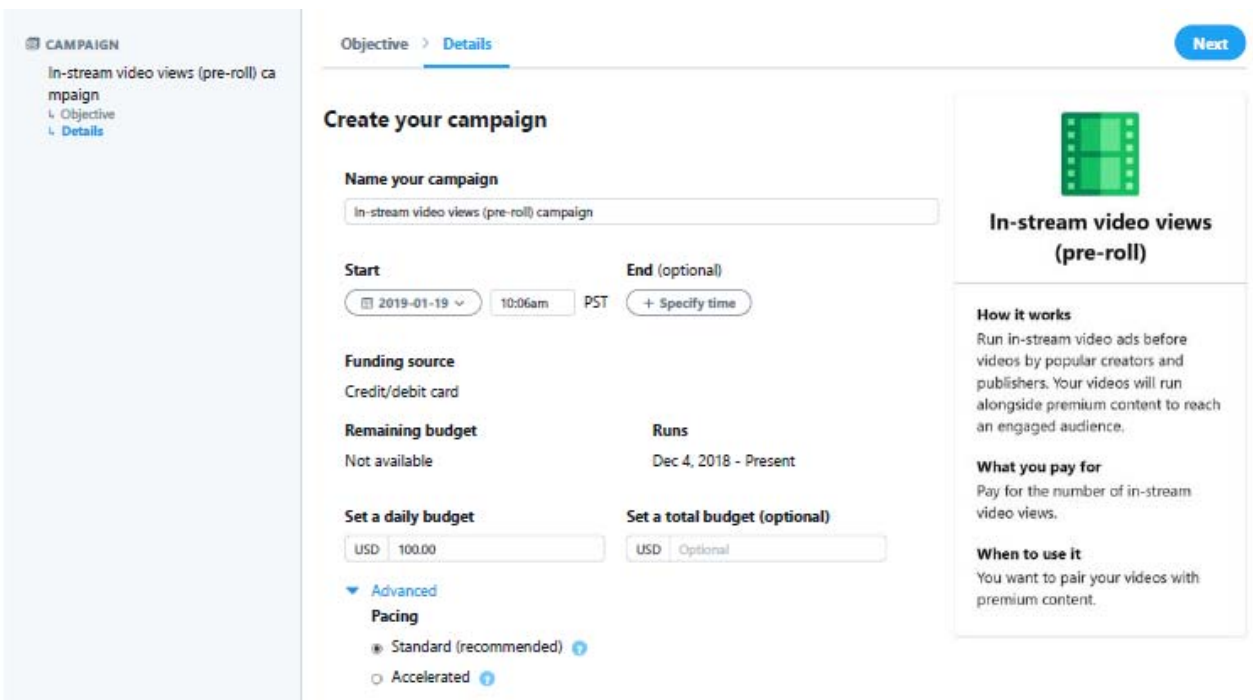 CAMPAIGN
In-stream video views (pre-roll) ca
mpaign
Objective
Details
Objective > Details
Next
Create your campaign
Name your campaign
In-stream video views (pre-roll) campaign
Start
End (optional)
2019-01-19 10:06am PST
+ Specify time
Funding source
Credit/debit card
Remaining budget
Not available
Runs
Dec 4, 2018 - Present
Set a daily budget
USD 100.00
Set a total budget (optional)
USD Optional
Advanced
Pacing
Standard (recommended) ?
Accelerated ?
In-stream video views
(pre-roll)
How it works
Run in-stream video ads before
videos by popular creators and
publishers. Your videos will run
alongside premium content to reach
an engaged audience.
What you pay for
Pay for the number of in-stream
video views.
When to use it
You want to pair your videos with
premium content.